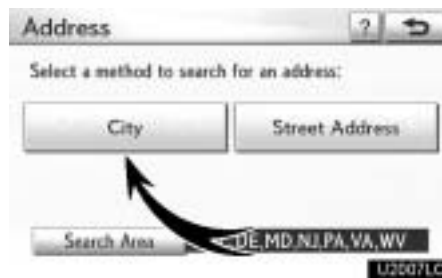 Address ?
Select a method to search for an address:
City Street Address
Search Area DE,MD,NJ,PA,VA,WV
U2007LC